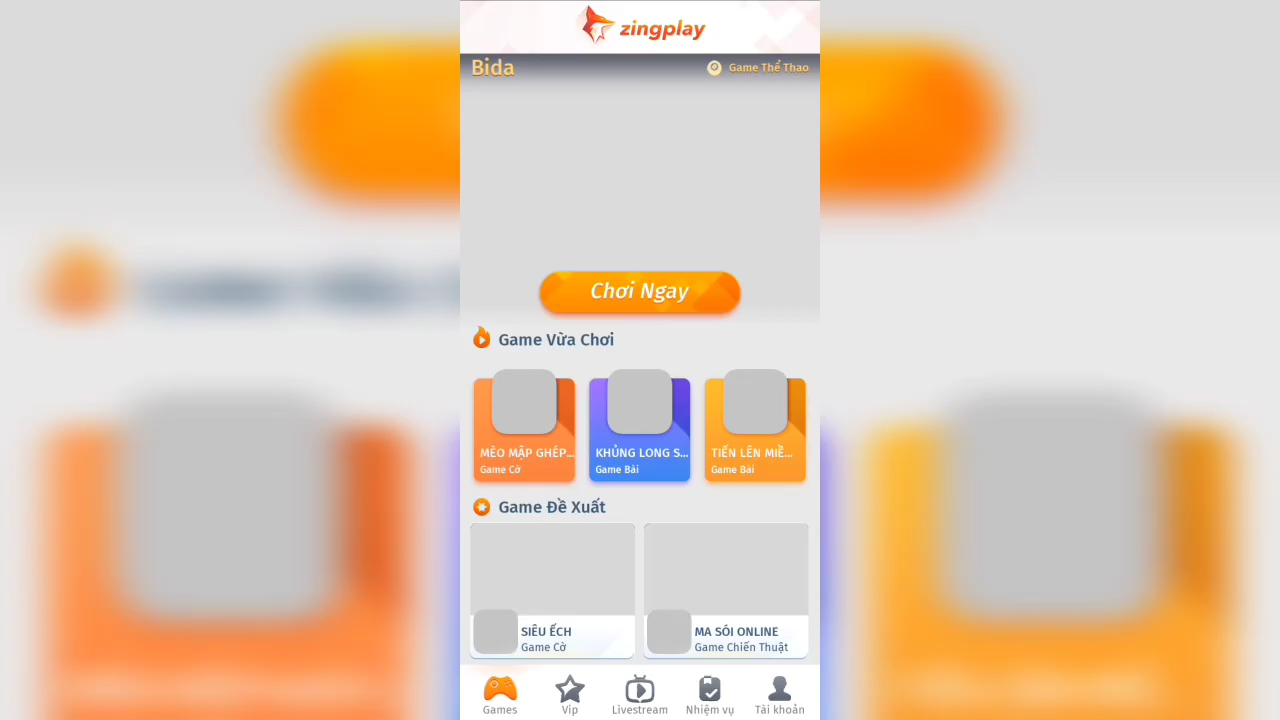 zingplay
Bida
Game Thể Thao
Chơi Ngay
Game Vừa Chơi
MÈO MẬP GHÉP...
Game Cờ
KHỦNG LONG S...
Game Bài
TIẾN LÊN MIỀ...
Game Bài
Game Đề Xuất
SIÊU ẾCH
Game Cờ
MA SÓI ONLINE
Game Chiến Thuật
Games
Vip
Livestream
Nhiệm vụ
Tài khoản